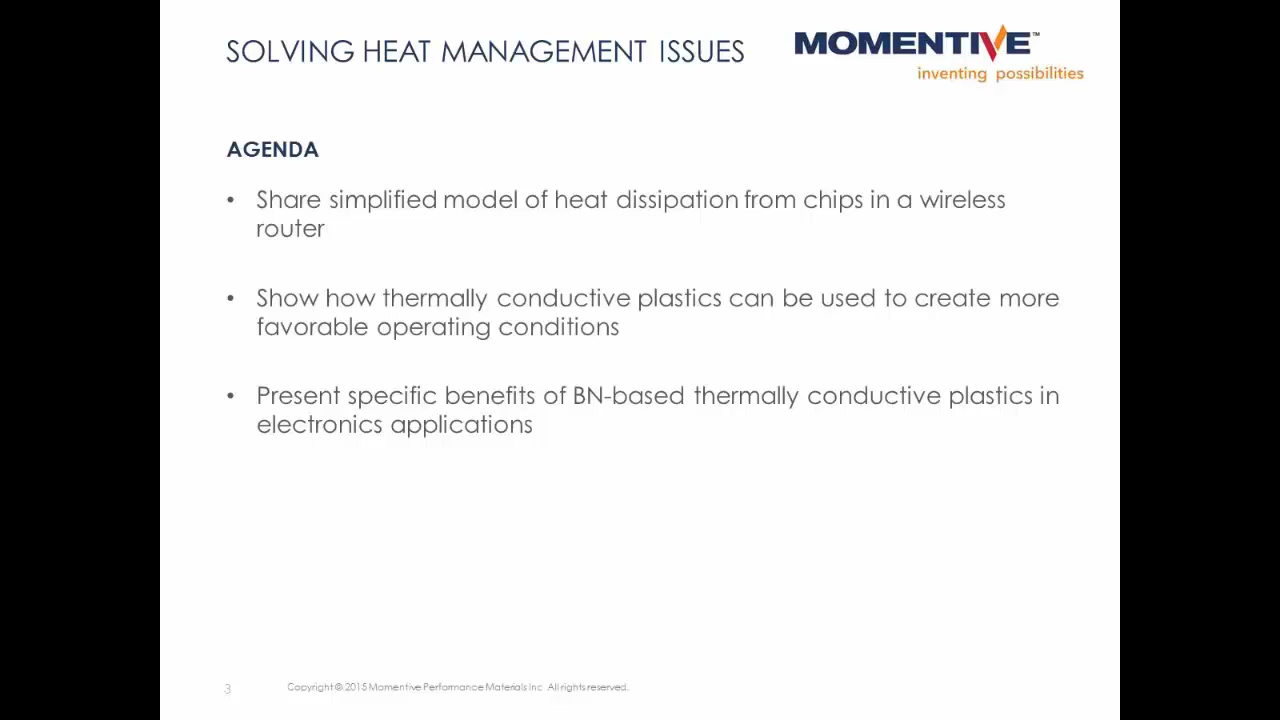 SOLVING HEAT MANAGEMENT ISSUES
MOMENTIVE™
inventing possibilities
AGENDA
• Share simplified model of heat dissipation from chips in a wireless
router
• Show how thermally conductive plastics can be used to create more
favorable operating conditions
• Present specific benefits of BN-based thermally conductive plastics in
electronics applications
3
Copyright © 2015 Momentive Performance Materials Inc All rights reserved.